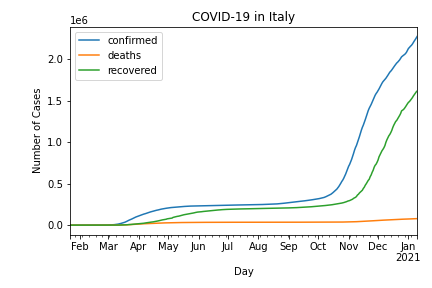 COVID-19 in Italy
1e6
confirmed
deaths
recovered
Number of Cases
2.0
1.5
1.0
0.5
0.0
Feb Mar Apr May Jun Jul Aug Sep Oct Nov Dec Jan
2021
Day